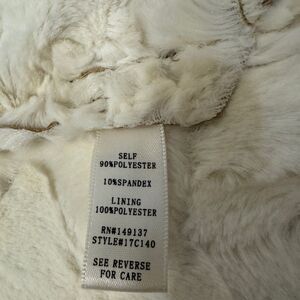 SELF
90%POLYESTER
10%SPANDEX
LINING
100%POLYESTER
RN#149137
STYLE#17C140
SEE REVERSE
FOR CARE